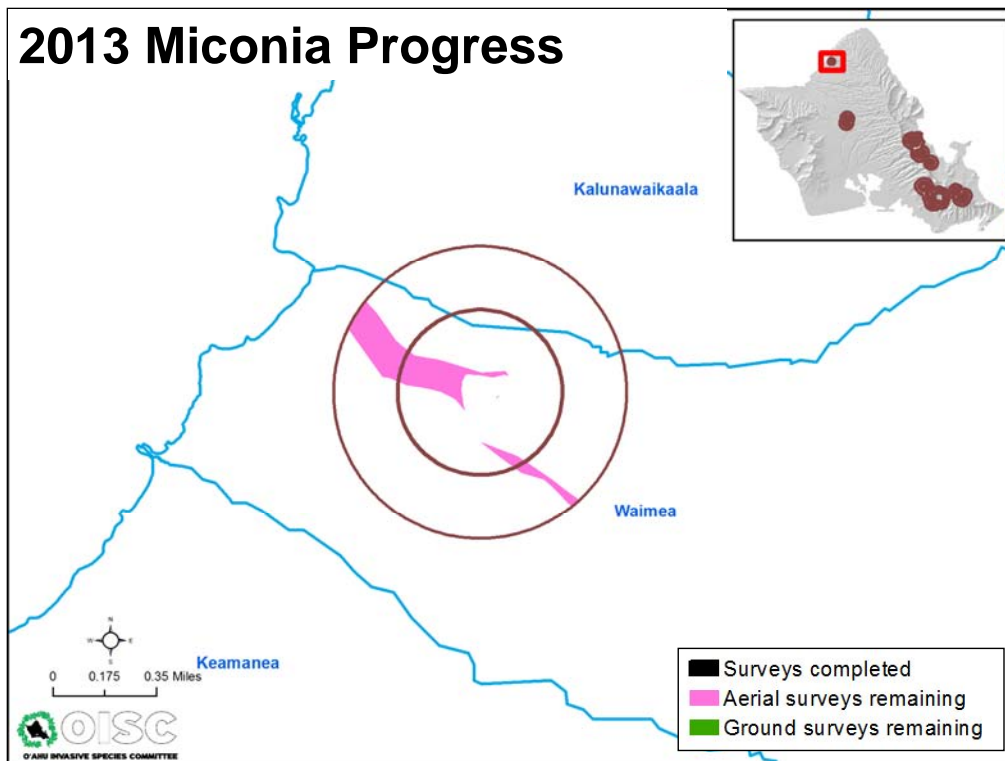 2013 Miconia Progress
Kalunawaikaala
Waimea
Keamanea
N
W E
S
0 0.175 0.35 Miles
OISC
O'AHU INVASIVE SPECIES COMMITTEE
Surveys completed
Aerial surveys remaining
Ground surveys remaining